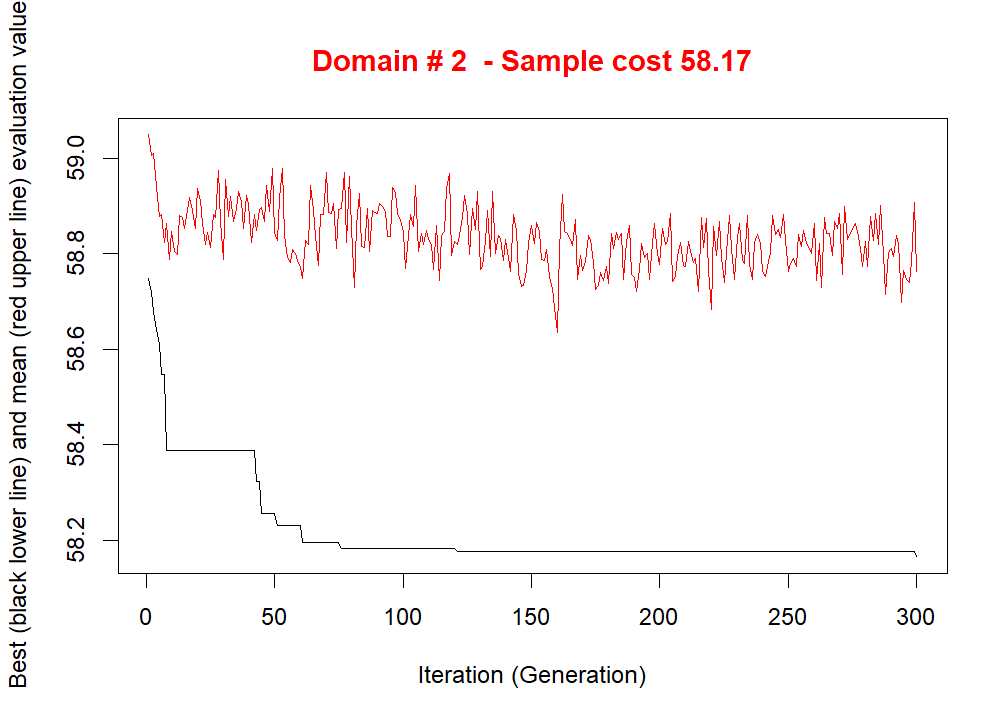 Domain # 2  - Sample cost 58.17
Best (black lower line) and mean (red upper line) evaluation value
59.0
58.8
58.6
58.4
58.2
0 50 100 150 200 250 300
Iteration (Generation)